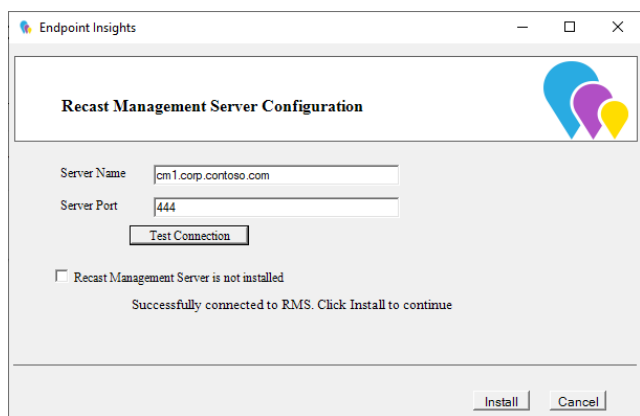 Endpoint Insights
Recast Management Server Configuration
Server Name
cm1.corp.contoso.com
Server Port
444
Test Connection
Recast Management Server is not installed
Successfully connected to RMS. Click Install to continue
Install Cancel